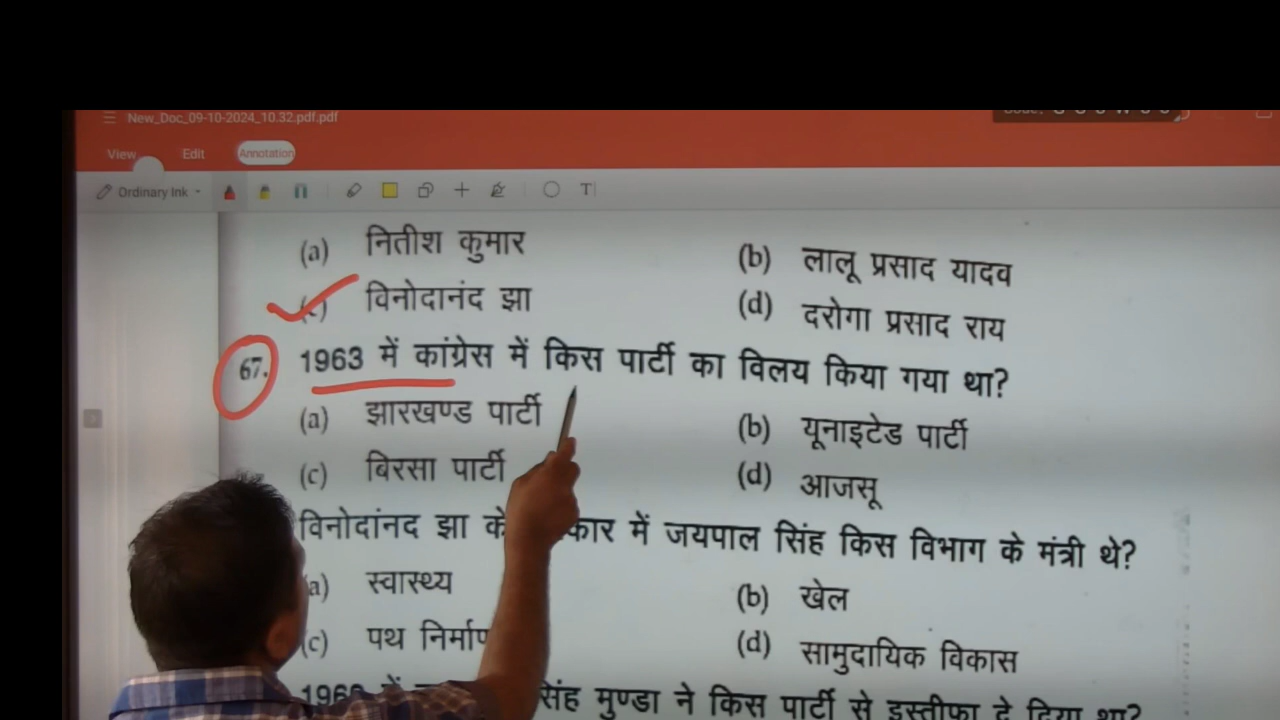 New_Doc_09-10-2024_10.32.pdf.pdf
View Edit Annotation
Ordinary Ink T
(a) नितीश कुमार (b) लालू प्रसाद यादव
विनोदानंद झा (d) दरोगा प्रसाद राय
67. 1963 में कांग्रेस में किस पार्टी का विलय किया गया था?
(a) झारखण्ड पार्टी (b) यूनाइटेड पार्टी
(c) बिरसा पार्टी (d) आजसू
विनोदांनद झा के में जयपाल सिंह किस विभाग के मंत्री थे?
a) स्वास्थ्य (b) खेल
(c) पथ (d) सामुदायिक विकास
सिंह मुण्डा ने किस पार्टी से इस्तीफा दे दिया था?